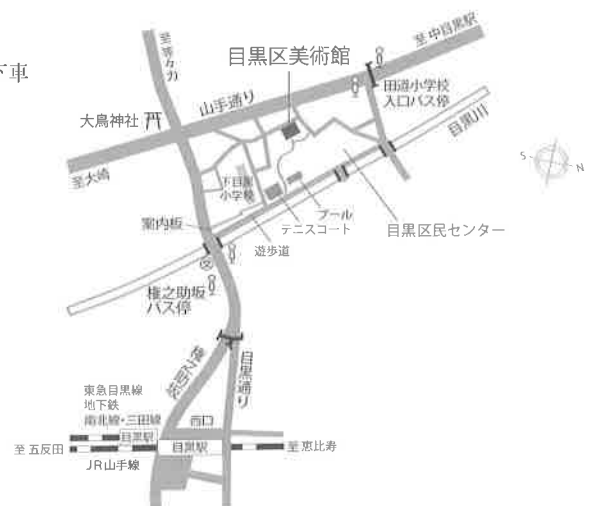 下車
至等々力
目黒区美術館
至中目黒駅
山手通り
田道小学校
入口バス停
大鳥神社
目黒川
至大崎
下目黒
小学校
S
N
案内板
プール
テニスコート
目黒区民センター
遊歩道
権之助坂
バス停
権之助坂
目黒通り
東急目黒線
地下鉄
南北線・三田線
西口
目黒駅
目黒駅
至五反田
至恵比寿
JR山手線